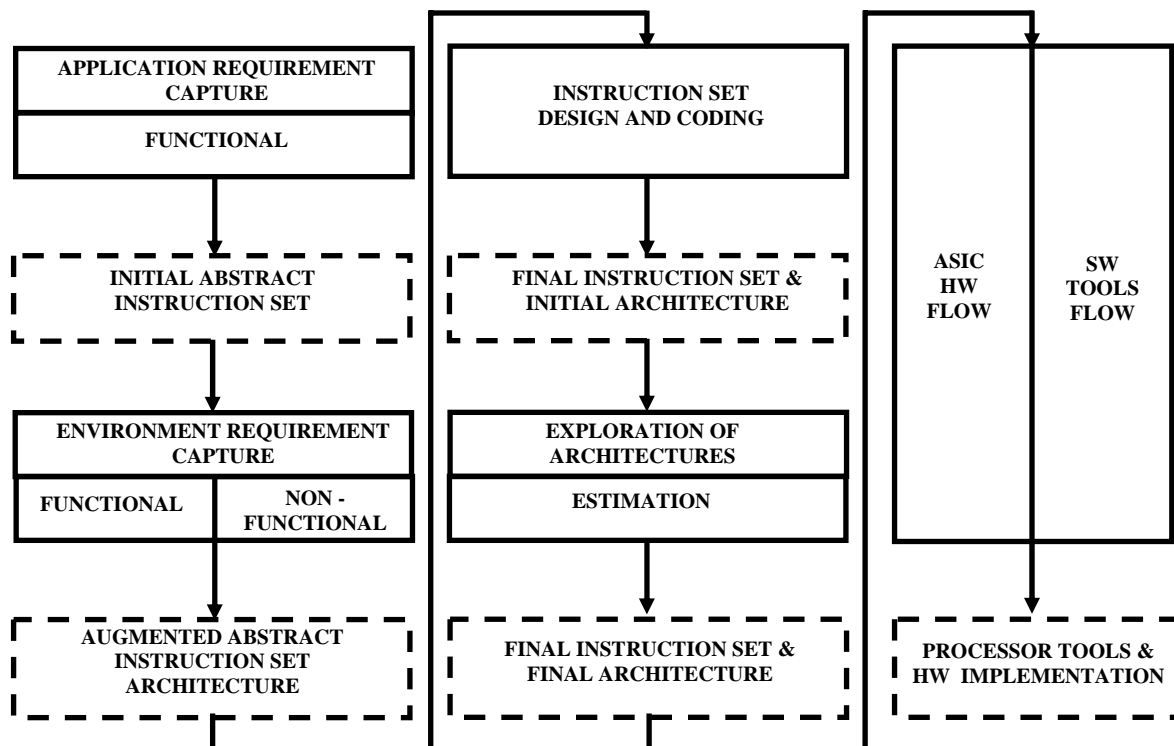 APPLICATION REQUIREMENT
CAPTURE
FUNCTIONAL
INITIAL ABSTRACT
INSTRUCTION SET
ENVIRONMENT REQUIREMENT
CAPTURE
FUNCTIONAL
NON -
FUNCTIONAL
AUGMENTED ABSTRACT
INSTRUCTION SET
ARCHITECTURE
INSTRUCTION SET
DESIGN AND CODING
FINAL INSTRUCTION SET &
INITIAL ARCHITECTURE
EXPLORATION OF
ARCHITECTURES
ESTIMATION
FINAL INSTRUCTION SET &
FINAL ARCHITECTURE
ASIC
HW
FLOW
SW
TOOLS
FLOW
PROCESSOR TOOLS &
HW IMPLEMENTATION